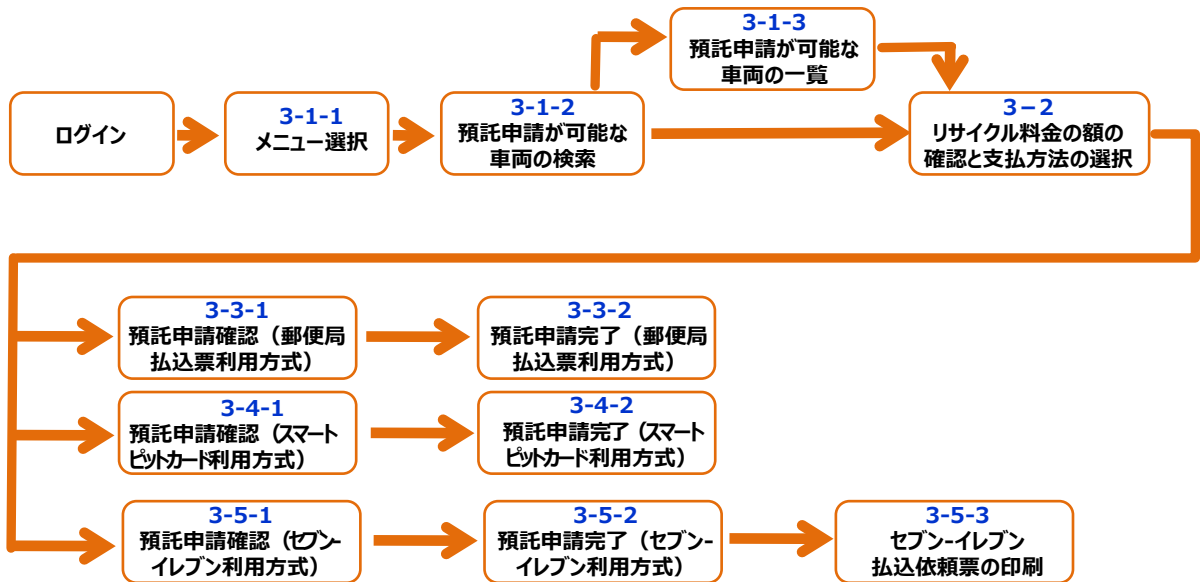 ログイン
3-1-1
メニュー選択
3-1-2
預託申請が可能な
車両の検索
3-1-3
預託申請が可能な
車両の一覧
3－2
リサイクル料金の額の
確認と支払方法の選択
3-3-1
預託申請確認（郵便局
払込票利用方式）
3-3-2
預託申請完了（郵便局
払込票利用方式）
3-4-1
預託申請確認（スマート
ピットカード利用方式）
3-4-2
預託申請完了（スマート
ピットカード利用方式）
3-5-1
預託申請確認（セブン-
イレブン利用方式）
3-5-2
預託申請完了（セブン-
イレブン利用方式）
3-5-3
セブン-イレブン
払込依頼票の印刷